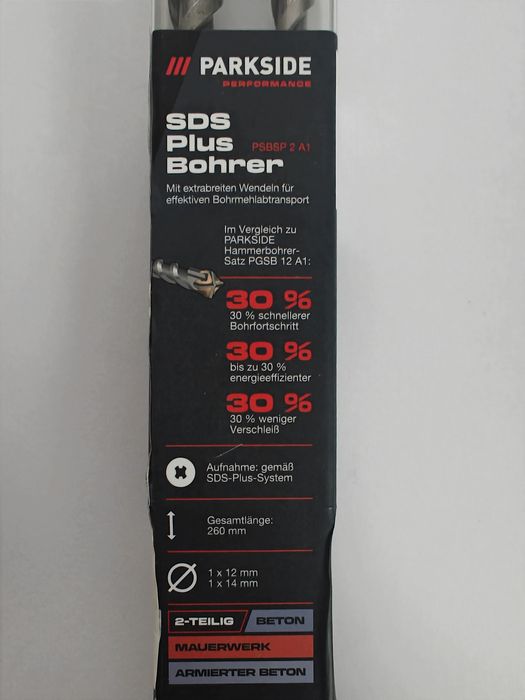 /// PARKSIDE
PERFORMANCE
SDS
Plus PSBSP 2 A1
Bohrer
Mit extrabreiten Wendeln für
effektiven Bohrmehlabtransport
Im Vergleich zu
PARKSIDE
Hammerbohrer-
Satz PGSB 12 A1:
30 %
30 % schnellerer
Bohrfortschritt
30 %
bis zu 30 %
energieeffizienter
30 %
30 % weniger
Verschleiß
Aufnahme: gemäß
SDS-Plus-System
Gesamtlänge:
260 mm
1 x 12 mm
1 x 14 mm
2-TEILIG BETON
MAUERWERK
ARMIERTER BETON